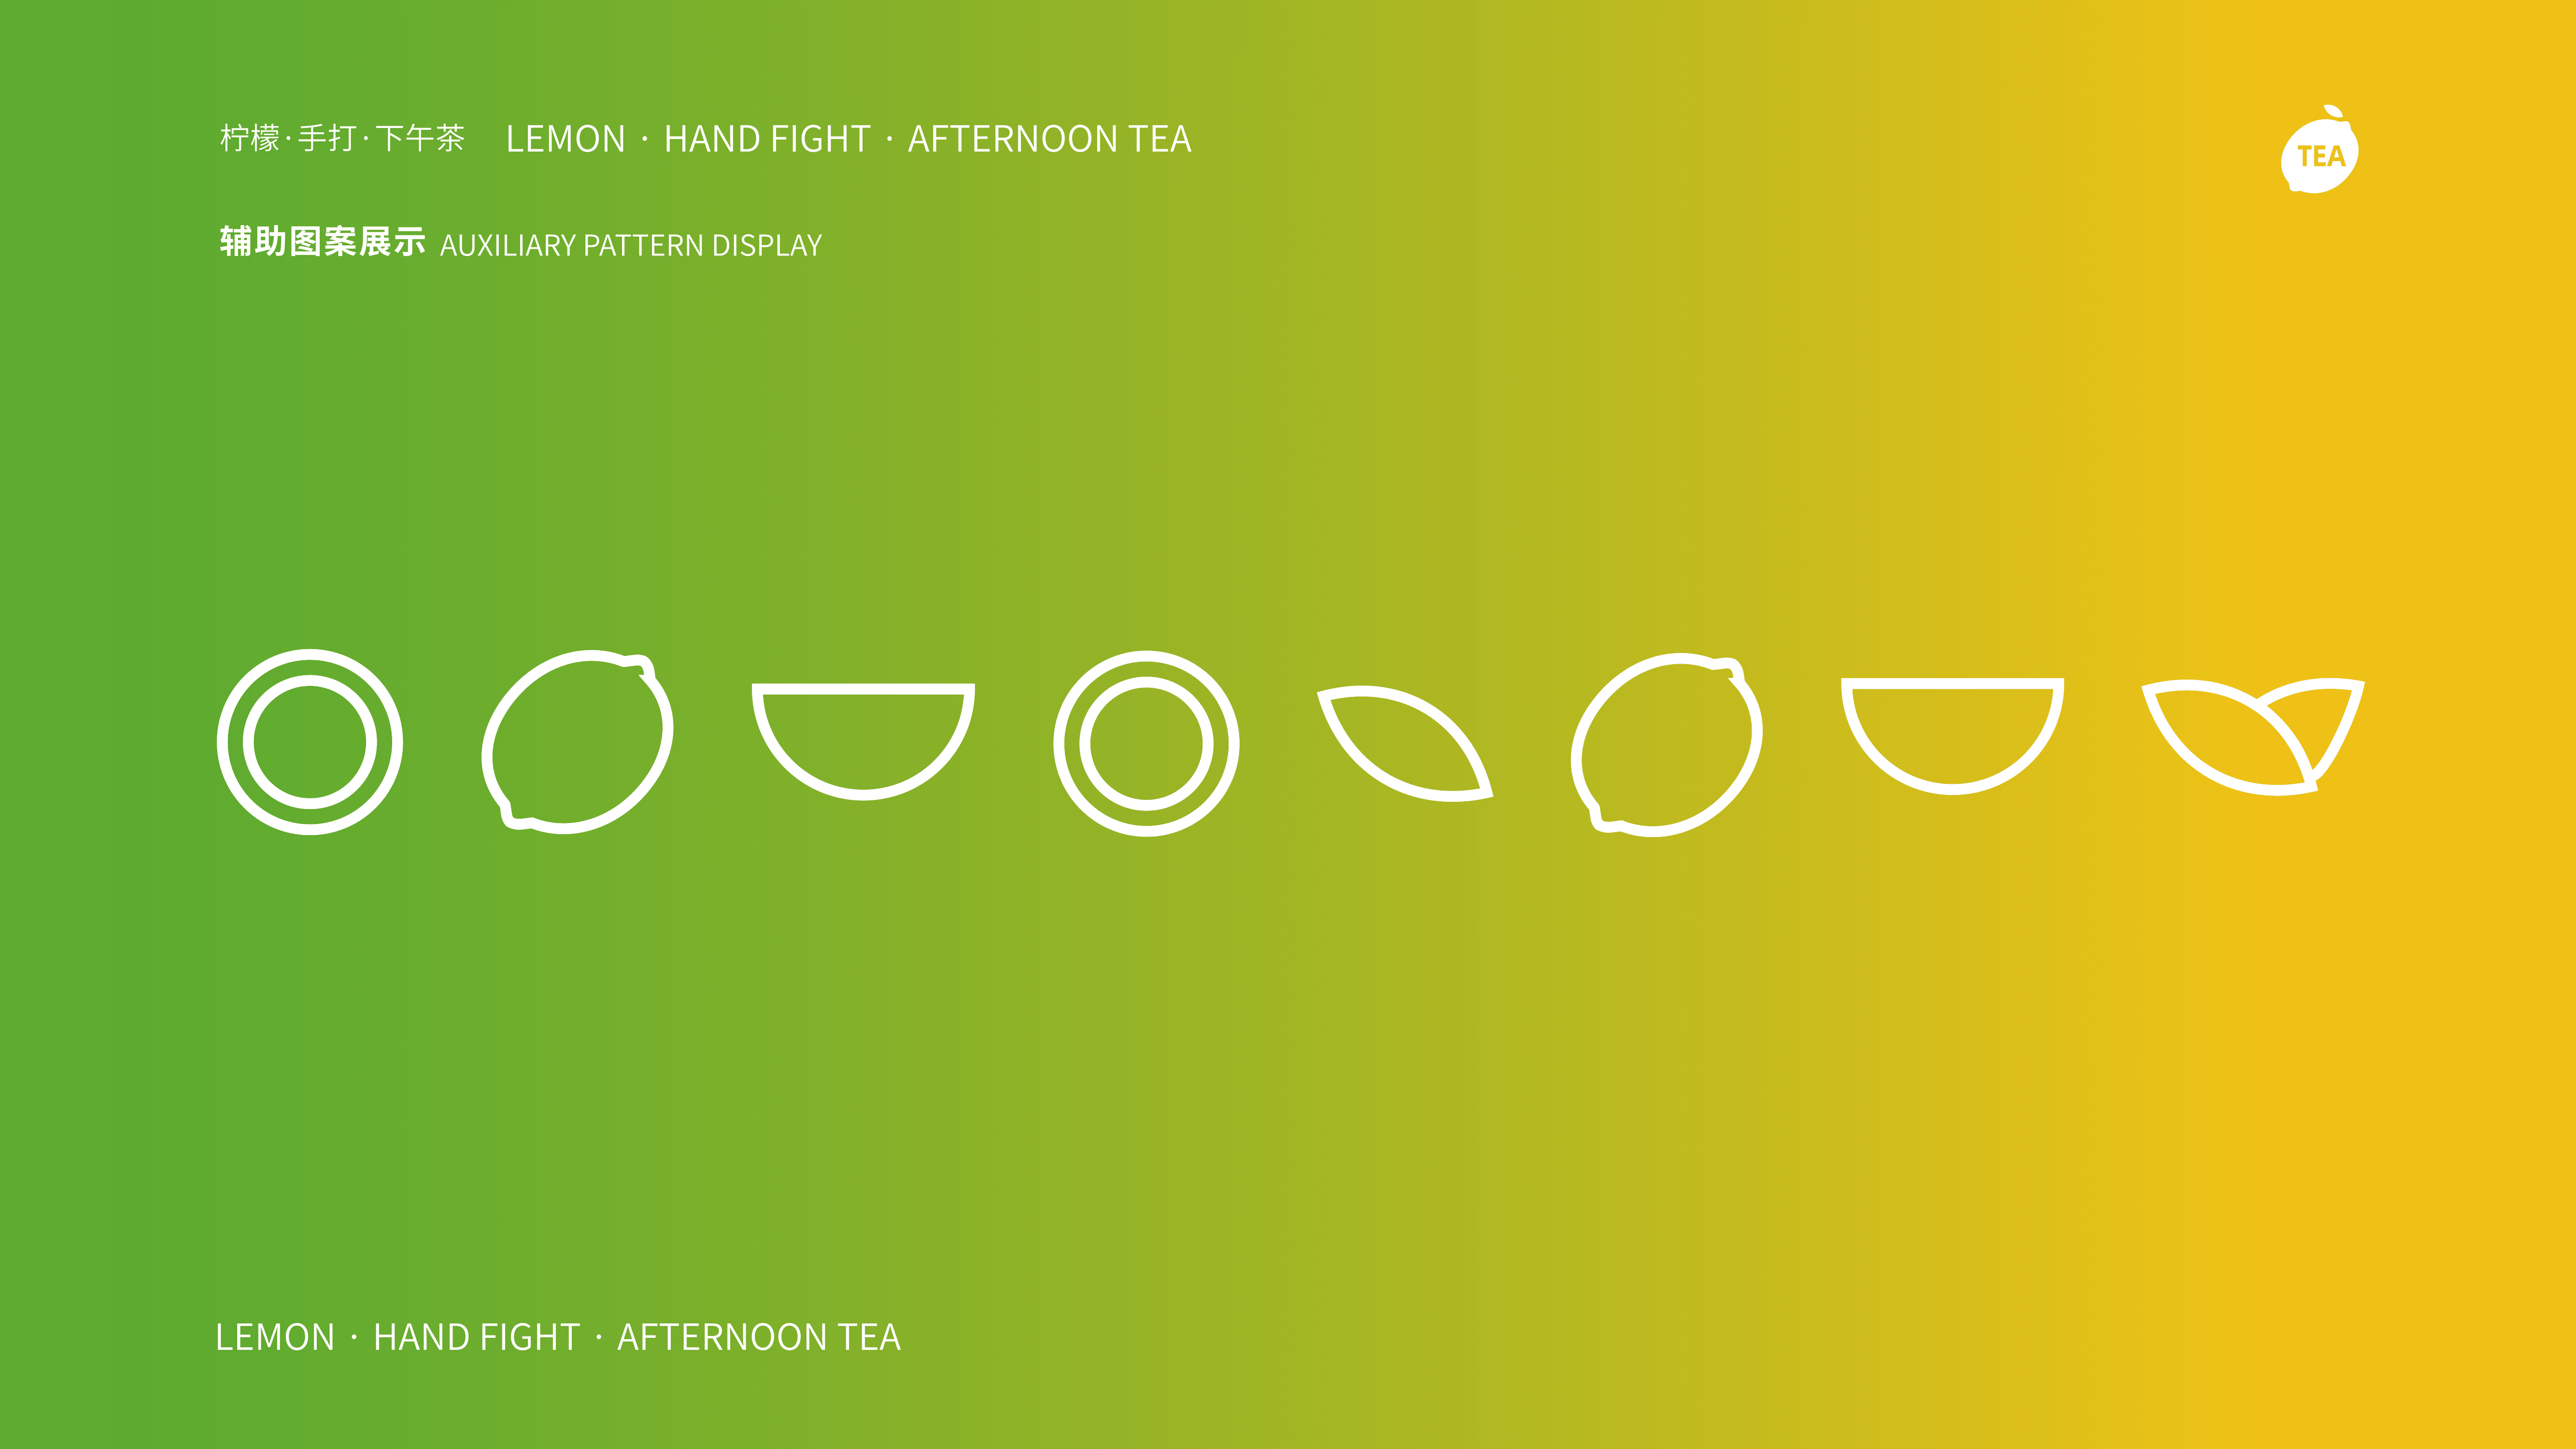 柠檬·手打·下午茶 LEMON · HAND FIGHT · AFTERNOON TEA
TEA
辅助图案展示 AUXILIARY PATTERN DISPLAY
LEMON · HAND FIGHT · AFTERNOON TEA